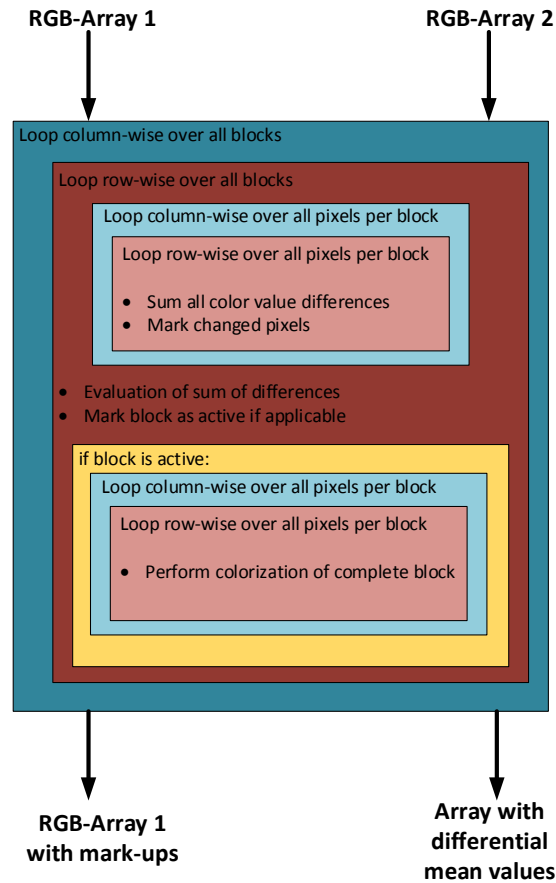 RGB-Array 1
RGB-Array 2
Loop column-wise over all blocks
Loop row-wise over all blocks
Loop column-wise over all pixels per block
Loop row-wise over all pixels per block
• Sum all color value differences
• Mark changed pixels
• Evaluation of sum of differences
• Mark block as active if applicable
if block is active:
Loop column-wise over all pixels per block
Loop row-wise over all pixels per block
• Perform colorization of complete block
RGB-Array 1
with mark-ups
Array with
differential
mean values